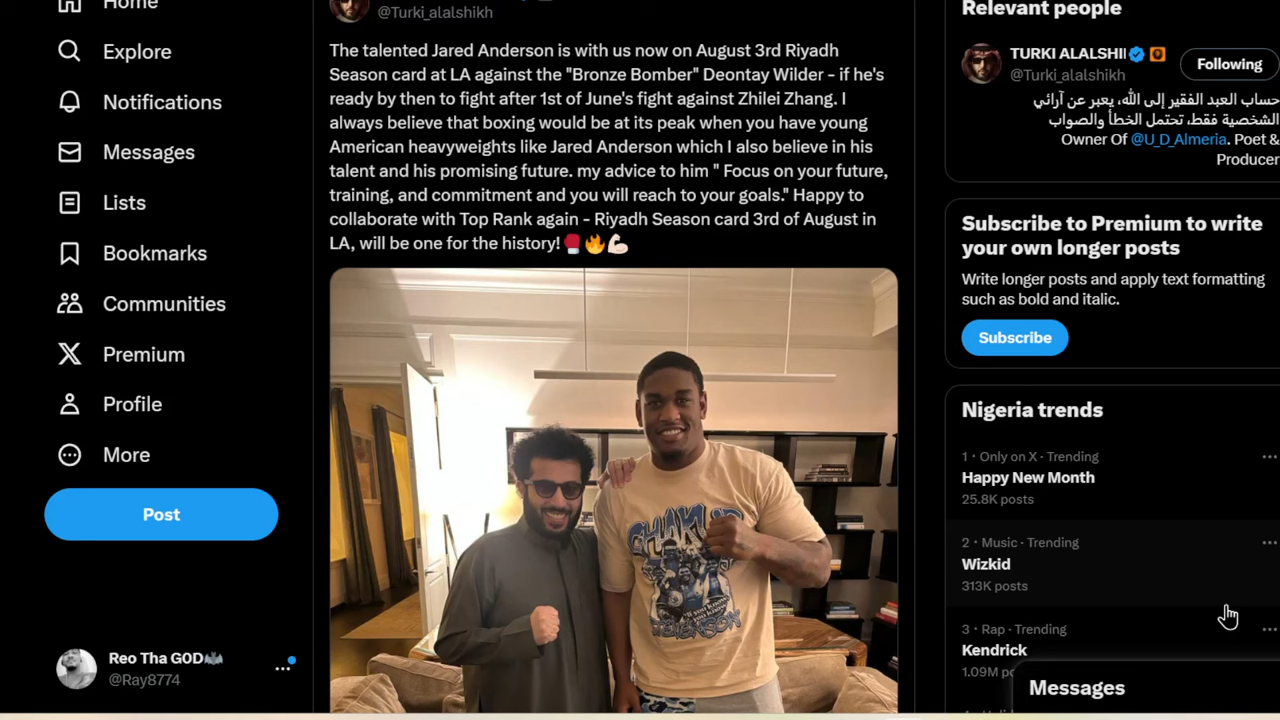 Home
Explore
Notifications
Messages
Lists
Bookmarks
Communities
Premium
Profile
More
Post
Reo Tha G0D🦇
@Ray8774
@Turki_alalshikh
The talented Jared Anderson is with us now on August 3rd Riyadh
Season card at LA against the "Bronze Bomber" Deontay Wilder - if he's
ready by then to fight after 1st of June's fight against Zhilei Zhang. I
always believe that boxing would be at its peak when you have young
American heavyweights like Jared Anderson which I also believe in his
talent and his promising future. my advice to him " Focus on your future,
training, and commitment and you will reach to your goals." Happy to
collaborate with Top Rank again - Riyadh Season card 3rd of August in
LA, will be one for the history!🥊🔥💪🏻
Relevant people
TURKI ALALSHI
@Turki_alalshikh
Following
حساب العبد الفقير إلى الله، يعبر عن آرائي
الشخصية فقط، تحتمل الخطأ والصواب
Owner Of @U_D_Almeria. Poet &
Producer
Subscribe to Premium to write
your own longer posts
Write longer posts and apply text formatting
such as bold and italic.
Subscribe
Nigeria trends
1 · Only on X · Trending
Happy New Month
25.8K posts
2 · Music · Trending
Wizkid
313K posts
3 · Rap · Trending
Kendrick
1.09M po
Messages